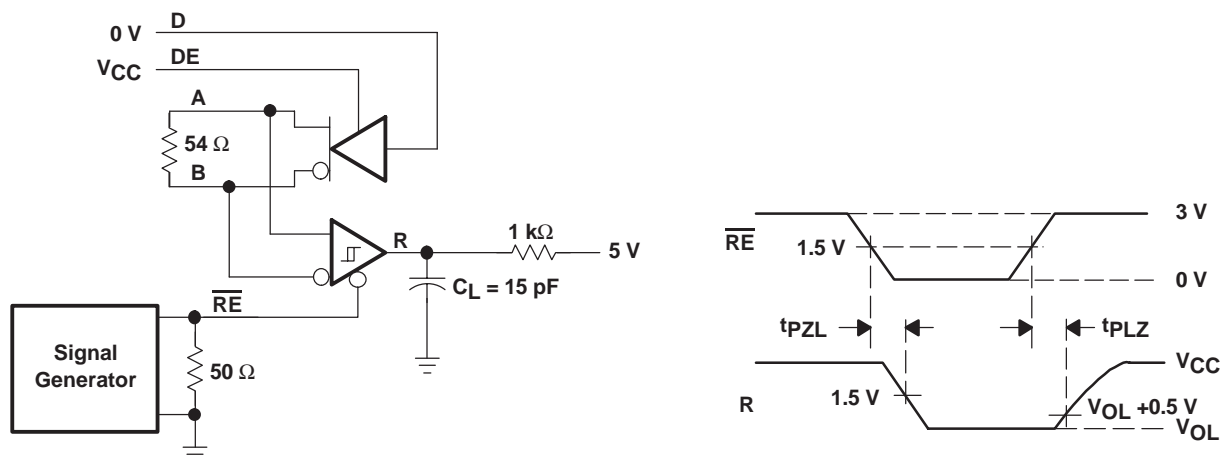 0 V D
VCC DE
A
54 Ω
B
R 1 kΩ 5 V
CL = 15 pF
RE
Signal
Generator
50 Ω
3 V
RE 1.5 V
0 V
tPZL tPLZ
VCC
R 1.5 V
VOL +0.5 V
VOL